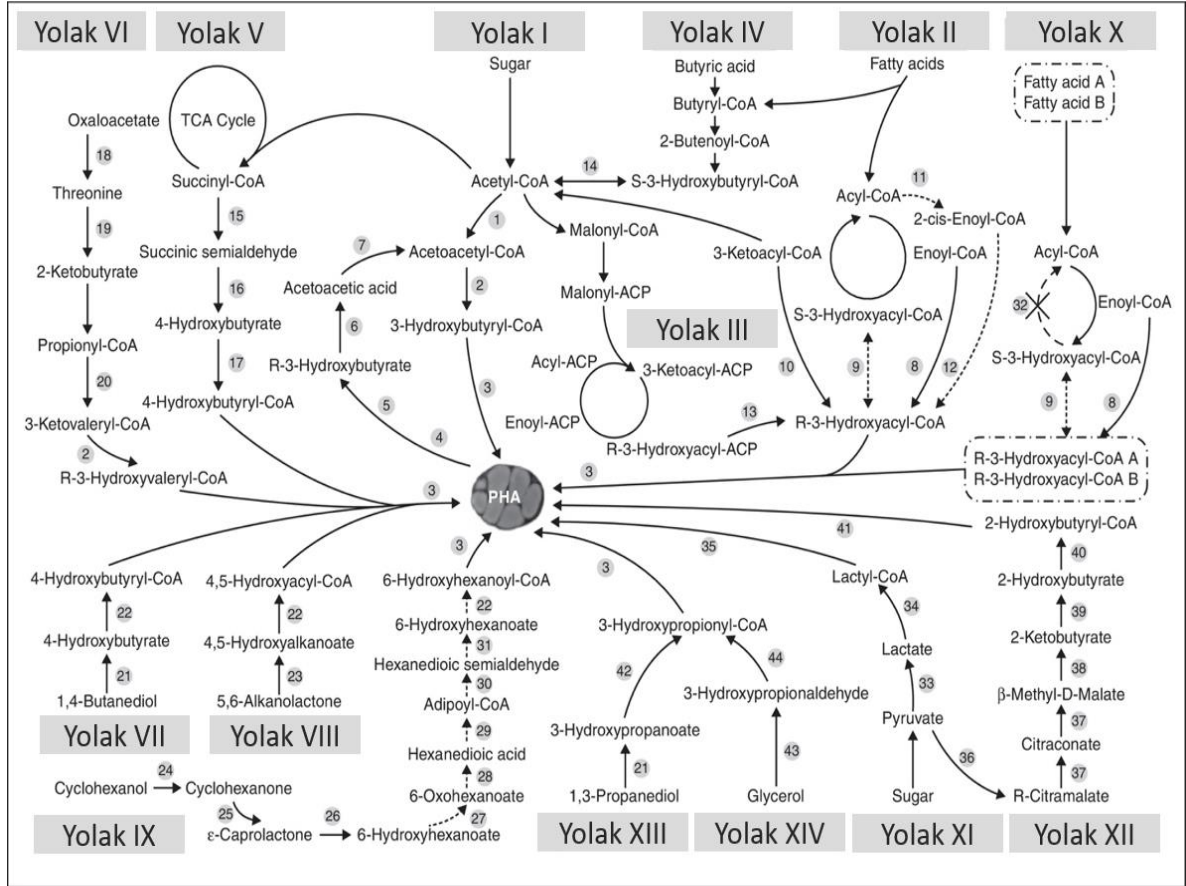 Yolak VI
Yolak V
Yolak I
Yolak IV
Yolak II
Yolak X
Sugar
Butyric acid
Fatty acids
Fatty acid A
Fatty acid B
Butyryl-CoA
Oxaloacetate
TCA Cycle
2-Butenoyl-CoA
18
14
11
Threonine
Succinyl-CoA
Acetyl-CoA
S-3-Hydroxybutyryl-CoA
Acyl-CoA
2-cis-Enoyl-CoA
15
1
19
7
Malonyl-CoA
Succinic semialdehyde
Acetoacetyl-CoA
3-Ketoacyl-CoA
Enoyl-CoA
Acyl-CoA
2-Ketobutyrate
16
Acetoacetic acid
2
Malonyl-ACP
32
Enoyl-CoA
4-Hydroxybutyrate
6
3-Hydroxybutyryl-CoA
Yolak III
S-3-Hydroxyacyl-CoA
Propionyl-CoA
17
R-3-Hydroxybutyrate
Acyl-ACP
3-Ketoacyl-ACP
10
9
8
12
S-3-Hydroxyacyl-CoA
20
3
4-Hydroxybutyryl-CoA
5
9
8
3-Ketovaleryl-CoA
Enoyl-ACP
13
R-3-Hydroxyacyl-CoA
4
2
R-3-Hydroxyacyl-ACP
R-3-Hydroxyacyl-CoA A
R-3-Hydroxyacyl-CoA B
R-3-Hydroxyvaleryl-CoA
3
3
PHA
41
2-Hydroxybutyryl-CoA
3
3
35
40
4-Hydroxybutyryl-CoA
4,5-Hydroxyacyl-CoA
6-Hydroxyhexanoyl-CoA
Lactyl-CoA
2-Hydroxybutyrate
22
22
22
34
39
6-Hydroxyhexanoate
3-Hydroxypropionyl-CoA
4-Hydroxybutyrate
4,5-Hydroxyalkanoate
31
Lactate
2-Ketobutyrate
Hexanedioic semialdehyde
42
44
38
21
23
30
33
1,4-Butanediol
5,6-Alkanolactone
Adipoyl-CoA
3-Hydroxypropionaldehyde
β-Methyl-D-Malate
29
Pyruvate
37
Yolak VII
Yolak VIII
3-Hydroxypropanoate
Hexanedioic acid
43
36
Citraconate
24
28
21
37
Cyclohexanol
Cyclohexanone
6-Oxohexanoate
1,3-Propanediol
Glycerol
Sugar
R-Citramalate
25
26
27
Yolak IX
ε-Caprolactone
6-Hydroxyhexanoate
Yolak XIII
Yolak XIV
Yolak XI
Yolak XII